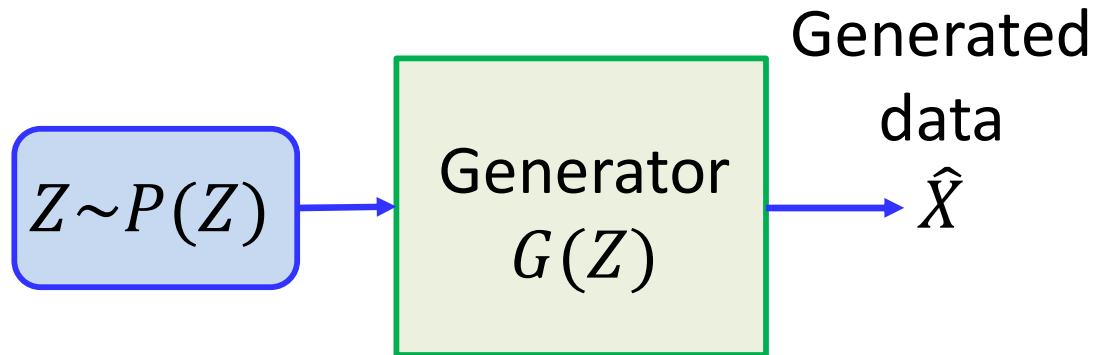 Z~P(Z)
Generator
G(Z)
Generated
data
X̂